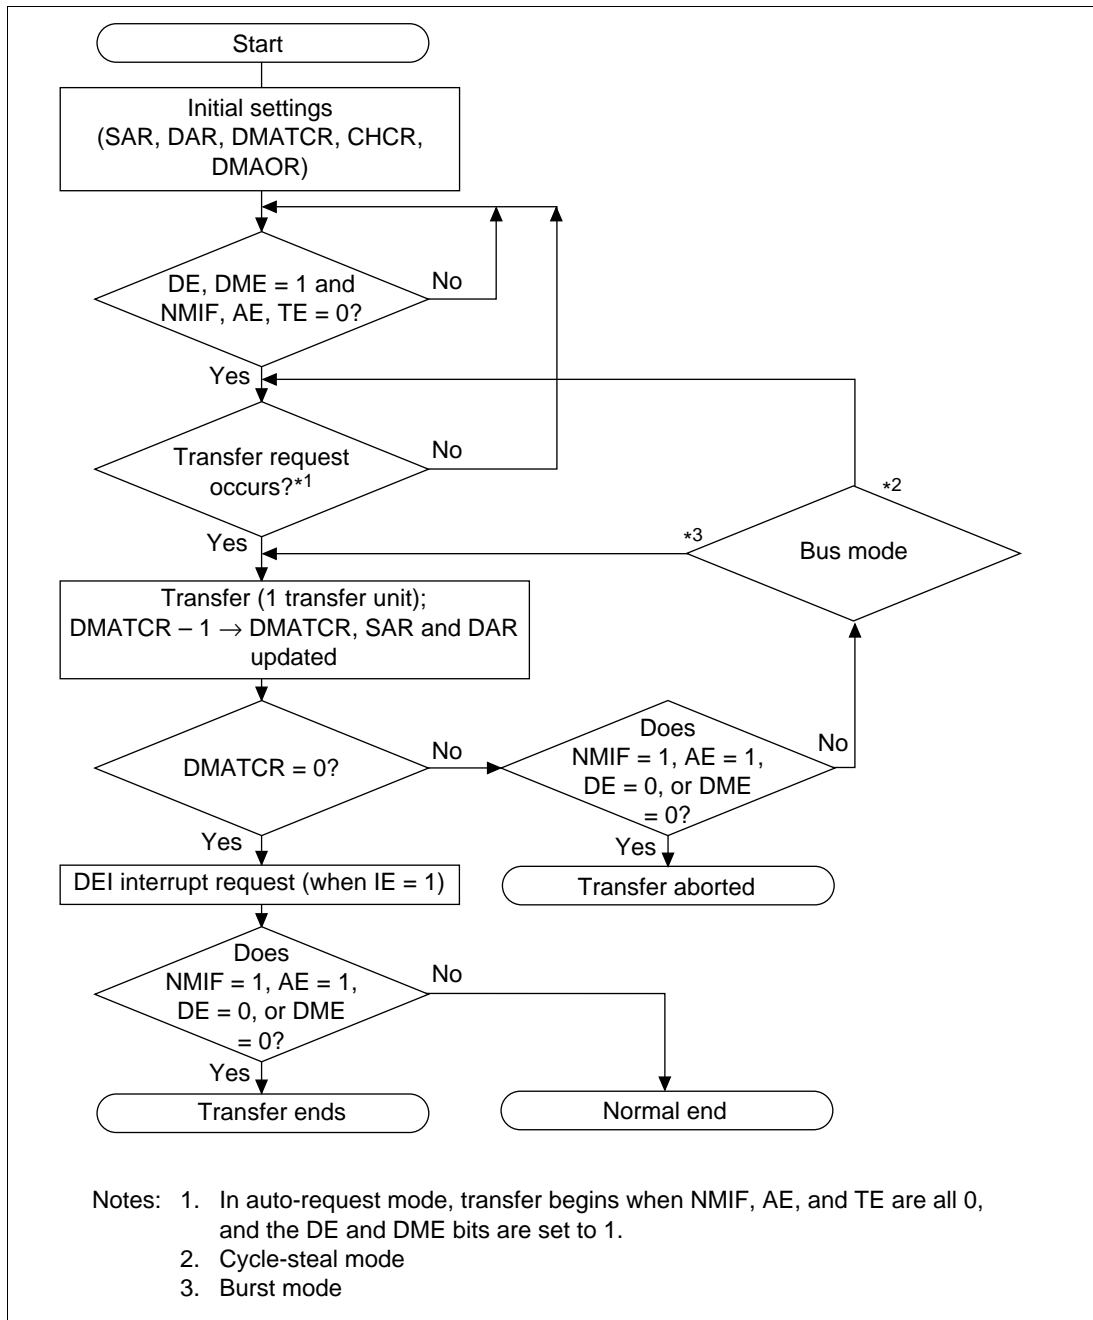 Start
Initial settings
(SAR, DAR, DMATCR, CHCR,
DMAOR)
DE, DME = 1 and
NMIF, AE, TE = 0?
No
Yes
Transfer request
occurs?*1
No
Yes
*2
*3
Bus mode
Transfer (1 transfer unit);
DMATCR – 1 → DMATCR, SAR and DAR
updated
DMATCR = 0?
No
Does
NMIF = 1, AE = 1,
DE = 0, or DME
= 0?
No
Yes
Yes
DEI interrupt request (when IE = 1)
Transfer aborted
Does
NMIF = 1, AE = 1,
DE = 0, or DME
= 0?
No
Yes
Transfer ends
Normal end
Notes: 1. In auto-request mode, transfer begins when NMIF, AE, and TE are all 0,
and the DE and DME bits are set to 1.
2. Cycle-steal mode
3. Burst mode